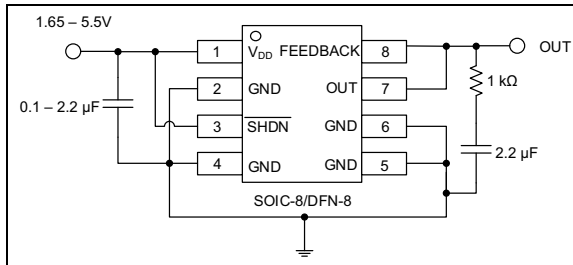 1.65 – 5.5V
1 VDD FEEDBACK 8 OUT
2 GND OUT 7 1 kΩ
0.1 – 2.2 µF
3 SHDN GND 6
2.2 µF
4 GND GND 5
SOIC-8/DFN-8